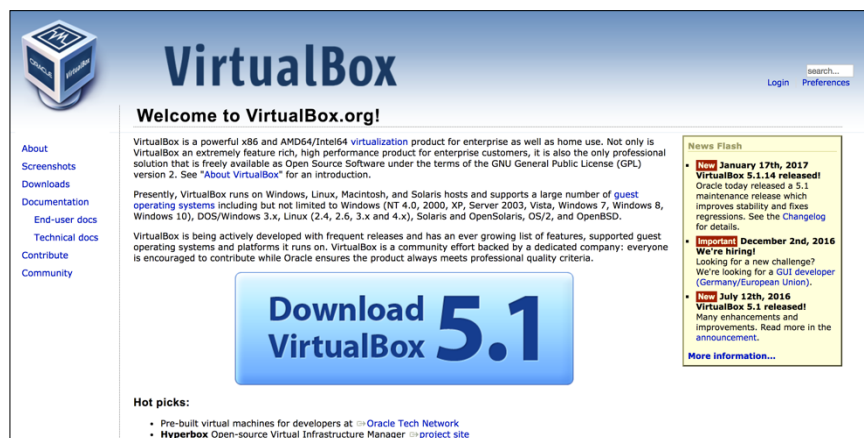 VirtualBox
search...
Login Preferences
ORACLE
VirtualBox
Welcome to VirtualBox.org!
About
Screenshots
Downloads
Documentation
End-user docs
Technical docs
Contribute
Community
VirtualBox is a powerful x86 and AMD64/Intel64 virtualization product for enterprise as well as home use. Not only is
VirtualBox an extremely feature rich, high performance product for enterprise customers, it is also the only professional
solution that is freely available as Open Source Software under the terms of the GNU General Public License (GPL)
version 2. See "About VirtualBox" for an introduction.
Presently, VirtualBox runs on Windows, Linux, Macintosh, and Solaris hosts and supports a large number of guest
operating systems including but not limited to Windows (NT 4.0, 2000, XP, Server 2003, Vista, Windows 7, Windows 8,
Windows 10), DOS/Windows 3.x, Linux (2.4, 2.6, 3.x and 4.x), Solaris and OpenSolaris, OS/2, and OpenBSD.
VirtualBox is being actively developed with frequent releases and has an ever growing list of features, supported guest
operating systems and platforms it runs on. VirtualBox is a community effort backed by a dedicated company: everyone
is encouraged to contribute while Oracle ensures the product always meets professional quality criteria.
Download
VirtualBox 5.1
Hot picks:
• Pre-built virtual machines for developers at Oracle Tech Network
• Hyperbox Open-source Virtual Infrastructure Manager project site
News Flash
• New January 17th, 2017
VirtualBox 5.1.14 released!
Oracle today released a 5.1
maintenance release which
improves stability and fixes
regressions. See the Changelog
for details.
• Important December 2nd, 2016
We're hiring!
Looking for a new challenge?
We're looking for a GUI developer
(Germany/European Union).
• New July 12th, 2016
VirtualBox 5.1 released!
Many enhancements and
improvements. Read more in the
announcement.
More information...